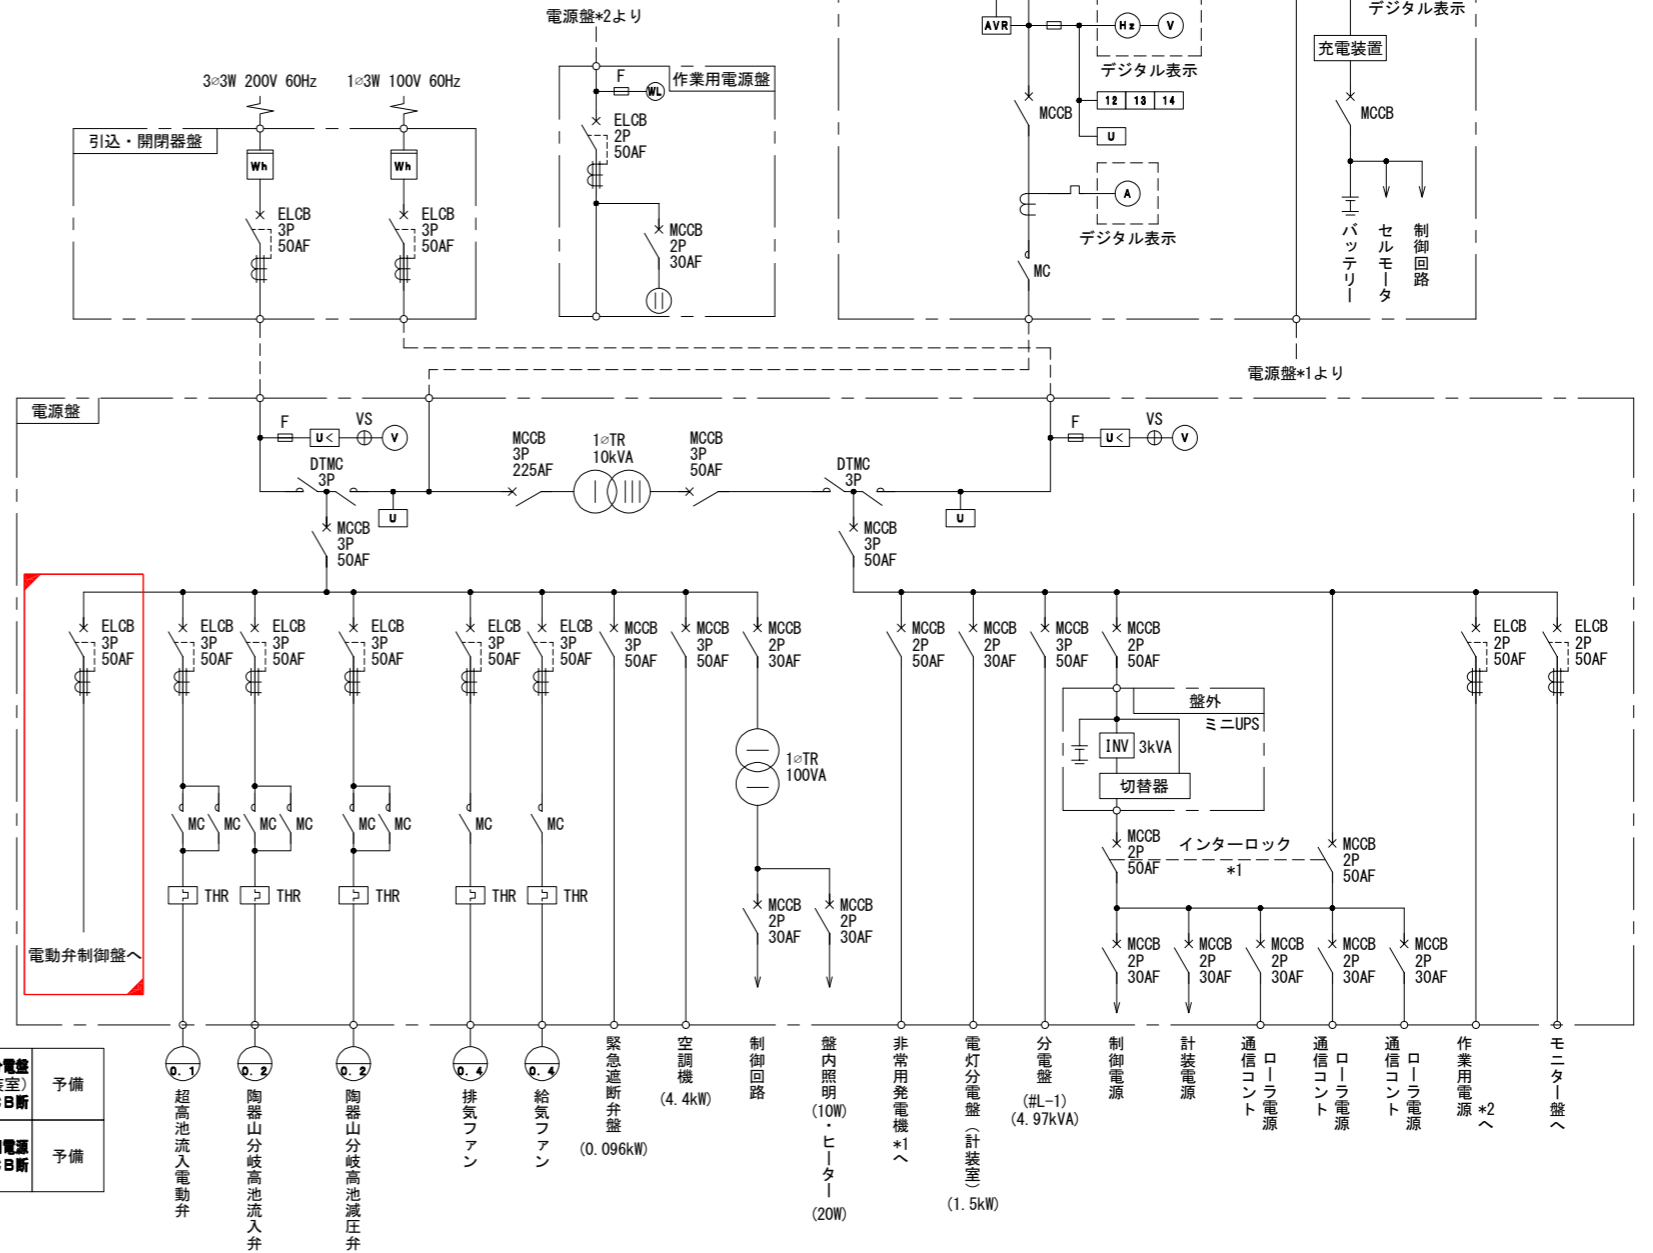 電源盤*2より
デジタル表示
AVR
Hz
V
充電装置
デジタル表示
3∅3W 200V 60Hz
1∅3W 100V 60Hz
F
WL
作業用電源盤
12
13
14
MCCB
MCCB
U
引込・開閉器盤
ELCB
2P
50AF
Wh
Wh
A
ELCB
3P
50AF
ELCB
3P
50AF
MCCB
2P
30AF
デジタル表示
バッテリー
セルモータ
制御回路
MC
電源盤*1より
電源盤
F
U<
VS
V
F
U<
VS
V
MCCB
3P
225AF
1∅TR
10kVA
MCCB
3P
50AF
DTMC
3P
DTMC
3P
U
U
MCCB
3P
50AF
MCCB
3P
50AF
ELCB
3P
50AF
ELCB
3P
50AF
ELCB
3P
50AF
ELCB
3P
50AF
ELCB
3P
50AF
ELCB
3P
50AF
MCCB
3P
50AF
MCCB
3P
50AF
MCCB
2P
30AF
MCCB
2P
50AF
MCCB
2P
30AF
MCCB
3P
50AF
MCCB
2P
50AF
ELCB
2P
50AF
ELCB
2P
50AF
盤外
ミニUPS
INV
3kVA
切替器
1∅TR
100VA
MC
MC
MC
MC
MC
MC
MC
MC
MCCB
2P
50AF
インターロック
*1
MCCB
2P
50AF
THR
THR
THR
THR
THR
MCCB
2P
30AF
MCCB
2P
30AF
電動弁制御盤へ
MCCB
2P
30AF
MCCB
2P
30AF
MCCB
2P
30AF
MCCB
2P
30AF
MCCB
2P
30AF
0.1
0.2
0.2
0.4
0.4
超高池流入電動弁
陶器山分岐高池流入弁
陶器山分岐高池減圧弁
排気ファン
給気ファン
緊急遮断弁盤
(0.096kW)
空調機
(4.4kW)
制御回路
盤内照明(10W)・ヒーター(20W)
非常用発電機*1へ
電灯分電盤(計装室)
(1.5kW)
分電盤
(#L-1)
(4.97kVA)
制御電源
計装電源
通信コント
ローラ電源
通信コント
ローラ電源
通信コント
ローラ電源
作業用電源
*2へ
モニター盤へ
電盤
室)
B断
予備
電源
B断
予備